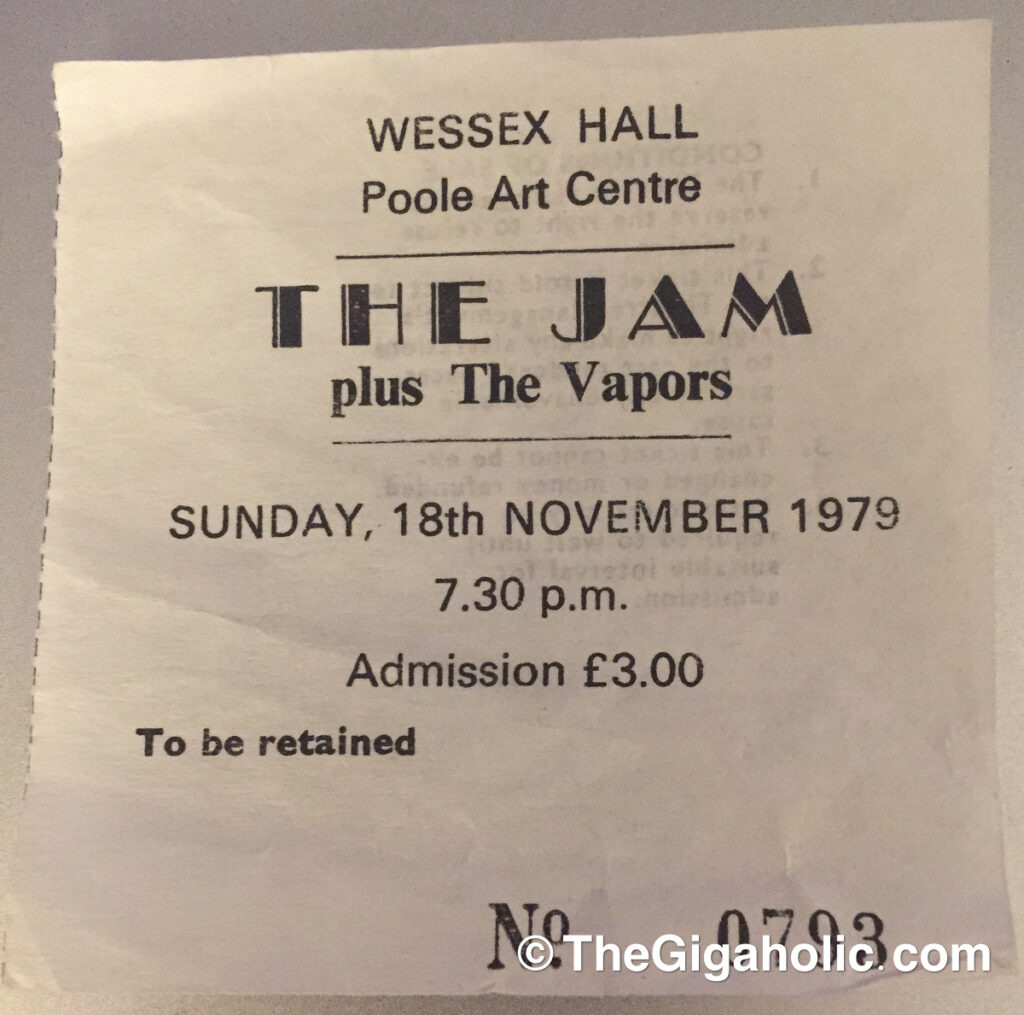 WESSEX HALL
Poole Art Centre
THE JAM
plus The Vapors
SUNDAY, 18th NOVEMBER 1979
7.30 p.m.
Admission £3.00
To be retained
No 0793
© TheGigaholic.com